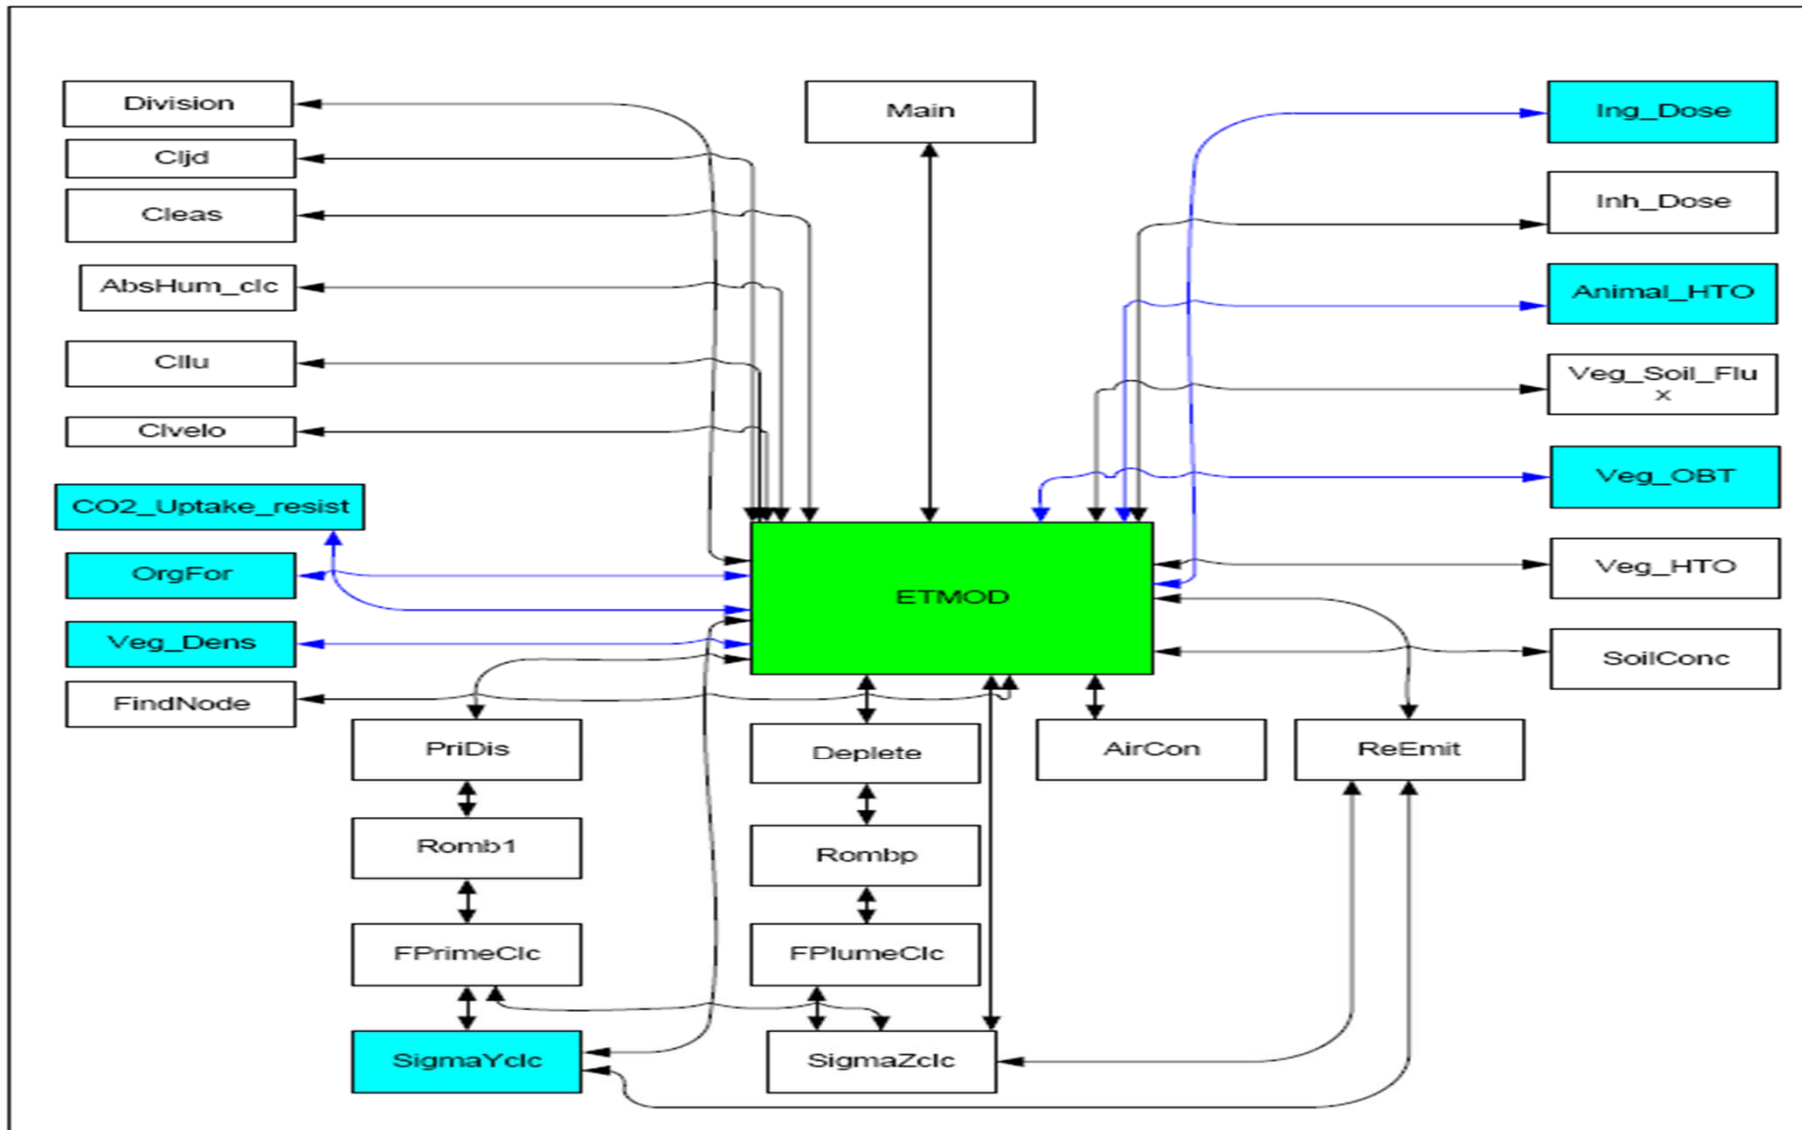 Division
Main
Ing_Dose
Cljd
Cleas
Inh_Dose
AbsHum_clc
Animal_HTO
Cllu
Veg_Soil_Flu
x
Clvelo
Veg_OBT
CO2_Uptake_resist
OrgFor
Veg_HTO
ETMOD
Veg_Dens
SoilConc
FindNode
PriDis
Deplete
AirCon
ReEmit
Romb1
Rombp
FPrimeClc
FPlumeClc
SigmaYclc
SigmaZclc